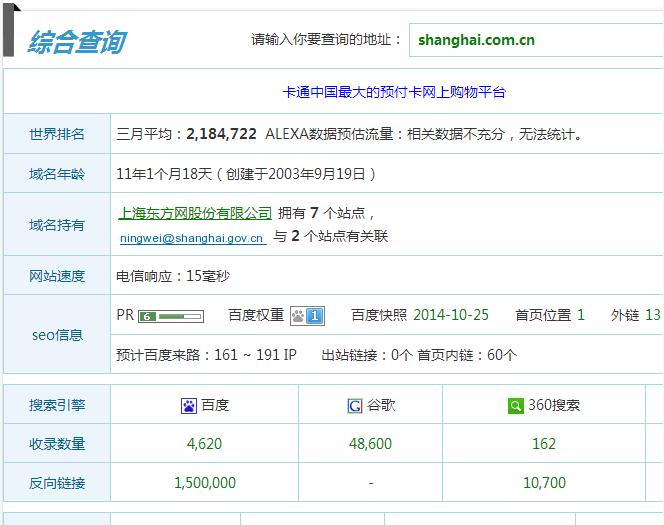 综合查询 请输入你要查询的地址： shanghai.com.cn
卡通中国最大的预付卡网上购物平台
世界排名 三月平均：2,184,722 ALEXA数据预估流量：相关数据不充分，无法统计。
域名年龄 11年1个月18天（创建于2003年9月19日）
域名持有 上海东方网股份有限公司 拥有 7 个站点，
ningwei@shanghai.gov.cn 与 2 个站点有关联
网站速度 电信响应：15毫秒
seo信息 PR 6 百度权重 1 百度快照 2014-10-25 首页位置 1 外链 13
预计百度来路：161 ~ 191 IP 出站链接：0个 首页内链：60个
搜索引擎 百度 谷歌 360搜索
收录数量 4,620 48,600 162
反向链接 1,500,000 - 10,700